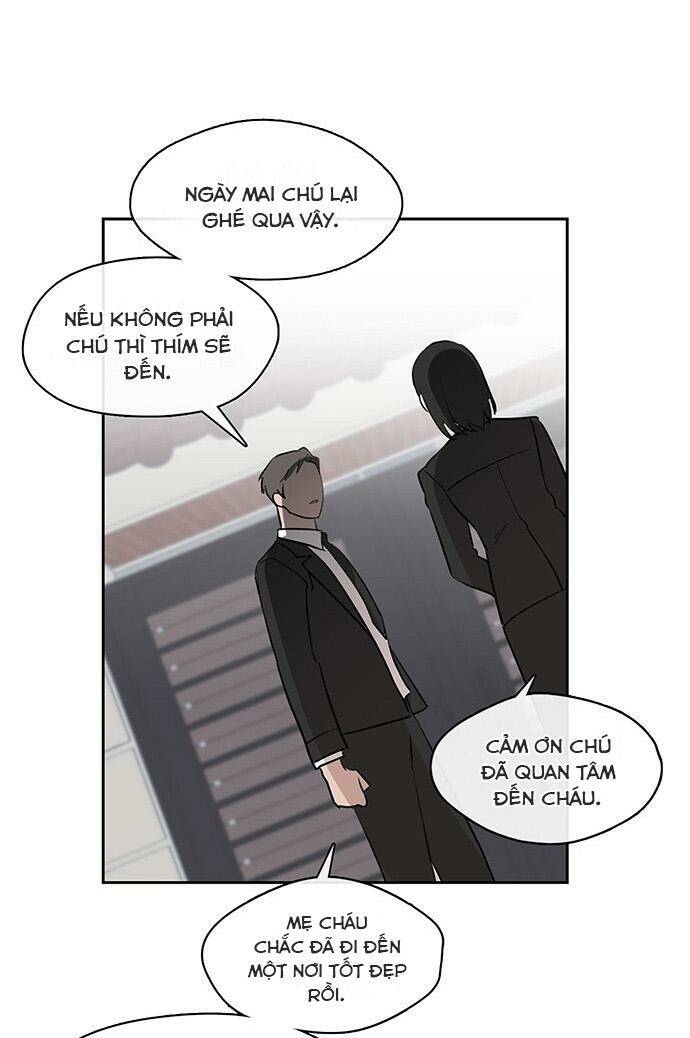 NGÀY MAI CHÚ LẠI
GHÉ QUA VẬY.
NẾU KHÔNG PHẢI
CHÚ THÌ THÍM SẼ
ĐẾN.
CẢM ƠN CHÚ
ĐÃ QUAN TÂM
ĐẾN CHÁU.
MẸ CHÁU
CHẮC ĐÃ ĐI ĐẾN
MỘT NƠI TỐT ĐẸP
RỒI.